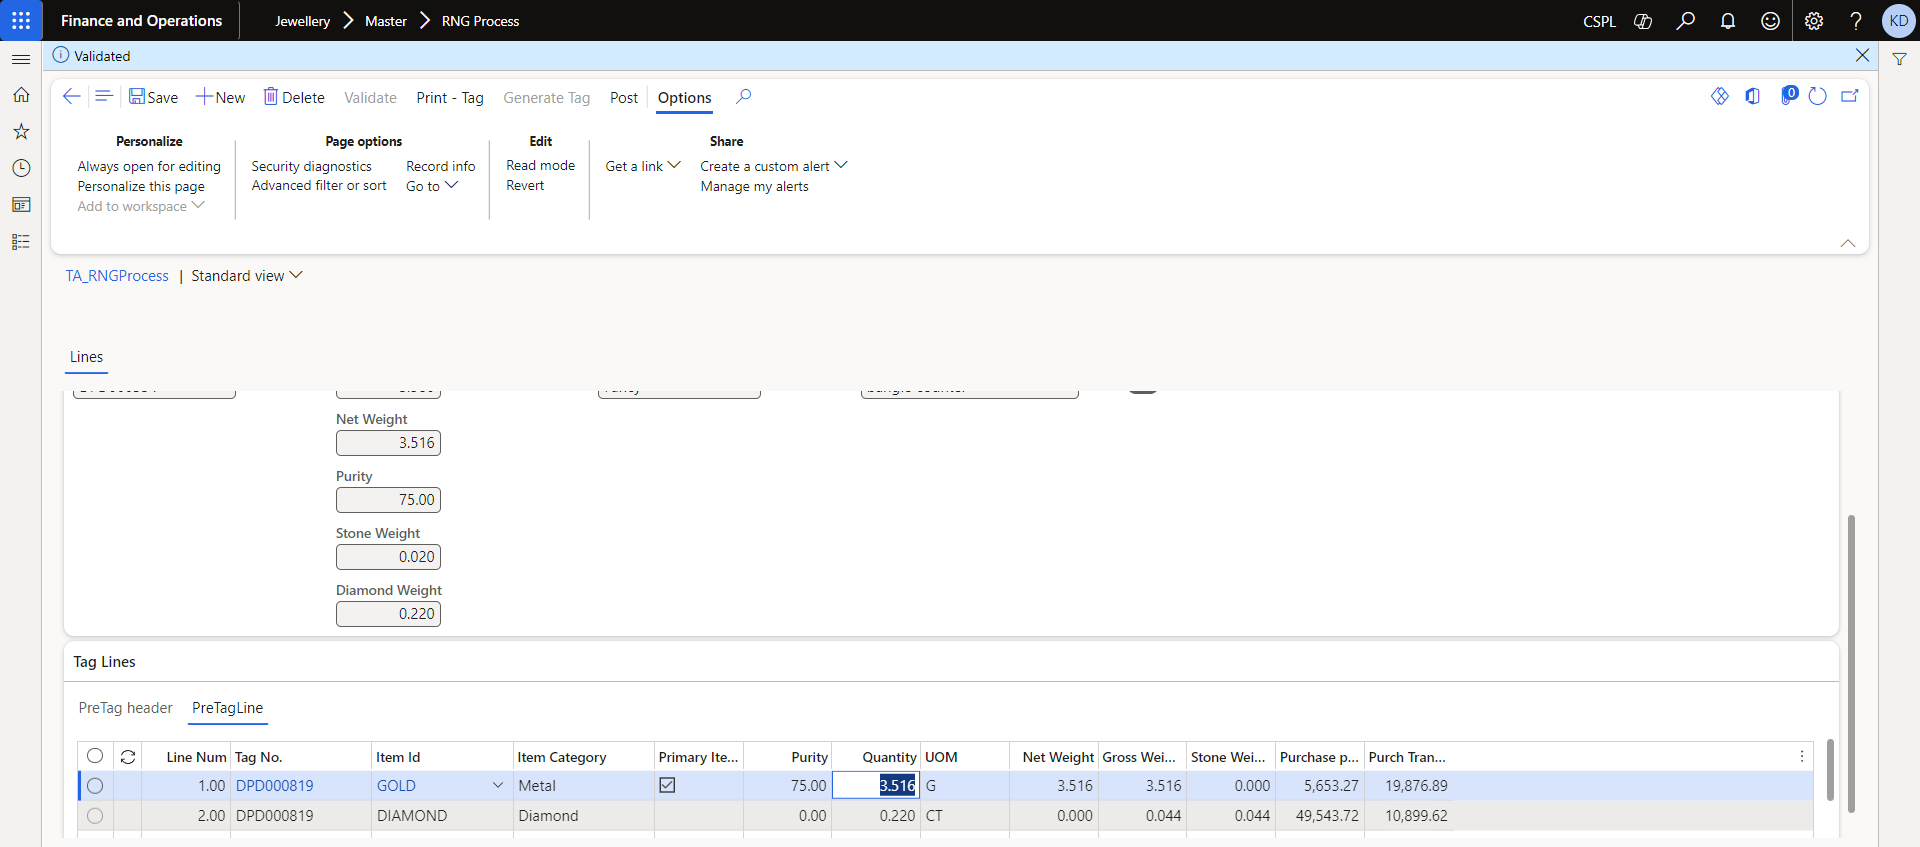 Finance and Operations
Jewellery > Master > RNG Process
CSPL
KD
Validated
Save New Delete Validate Print - Tag Generate Tag Post Options
0
Personalize
Always open for editing
Personalize this page
Add to workspace
Page options
Security diagnostics Record info
Advanced filter or sort Go to
Edit
Read mode
Revert
Share
Get a link Create a custom alert
Manage my alerts
TA_RNGProcess | Standard view
Lines
Net Weight
3.516
Purity
75.00
Stone Weight
0.020
Diamond Weight
0.220
Tag Lines
PreTag header PreTagLine
Line Num Tag No. Item Id Item Category Primary Ite... Purity Quantity UOM Net Weight Gross Wei... Stone Wei... Purchase p... Purch Tran...
1.00 DPD000819 GOLD Metal 75.00 3.516 G 3.516 3.516 0.000 5,653.27 19,876.89
2.00 DPD000819 DIAMOND Diamond 0.00 0.220 CT 0.000 0.044 0.044 49,543.72 10,899.62